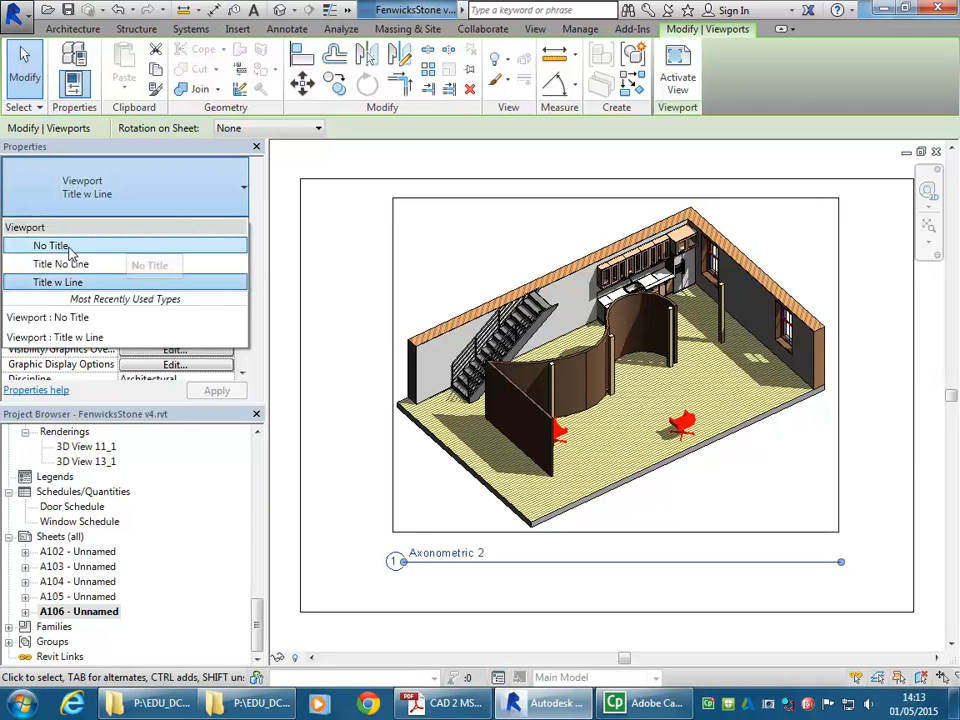 FenwicksStone v...
Type a keyword or phrase
Sign In
Architecture
Structure
Systems
Insert
Annotate
Analyze
Massing & Site
Collaborate
View
Manage
Add-Ins
Modify | Viewports
Modify
Paste
Cope
Cut
Join
Activate
View
Select
Properties
Clipboard
Geometry
Modify
View
Measure
Create
Viewport
Modify | Viewports
Rotation on Sheet:
None
Properties
Viewport
Title w Line
Viewport
No Title
Title No Line
No Title
Title w Line
Most Recently Used Types
Viewport : No Title
Viewport : Title w Line
Visibility/Graphics Ove...
Edit...
Graphic Display Options
Edit...
Discipline
Architectural
Properties help
Apply
Project Browser - FenwicksStone v4.rvt
Renderings
3D View 11_1
3D View 13_1
Legends
Schedules/Quantities
Door Schedule
Window Schedule
Sheets (all)
A102 - Unnamed
A103 - Unnamed
A104 - Unnamed
A105 - Unnamed
A106 - Unnamed
Families
Groups
Revit Links
1
Axonometric 2
Click to select, TAB for alternates, CTRL adds, SHIFT un:
:0
Main Model
P:\EDU_DC...
P:\EDU_DC...
CAD 2 MS...
Autodesk ...
Adobe Ca...
14:13
01/05/2015